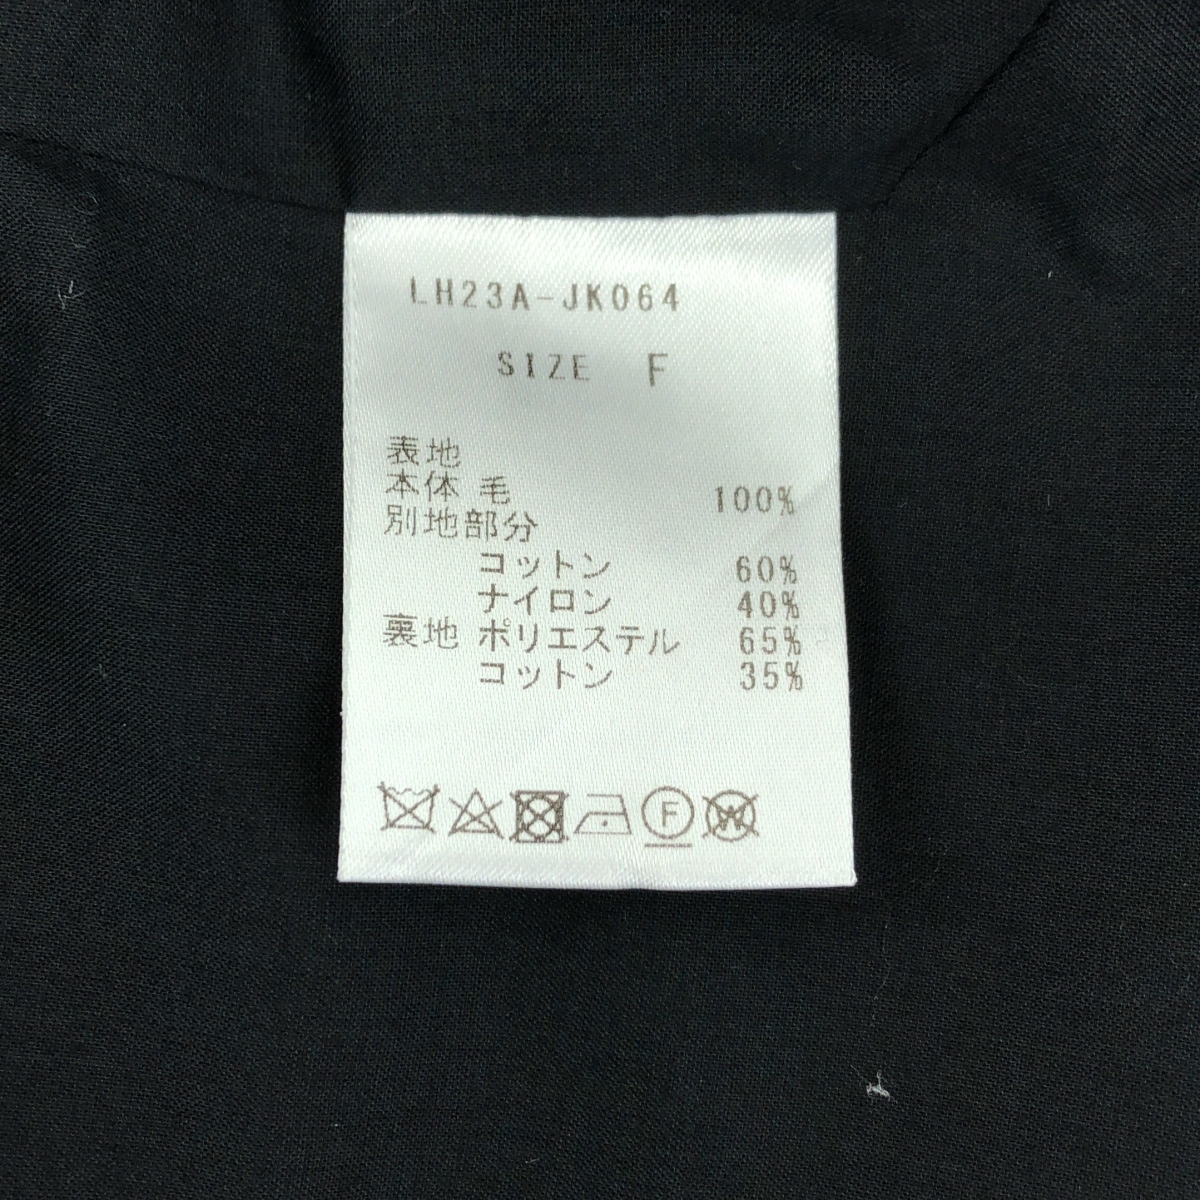 LH23A-JK064
SIZE F
表地
本体 毛 100%
別地部分
コットン 60%
ナイロン 40%
裏地 ポリエステル 65%
コットン 35%
F W